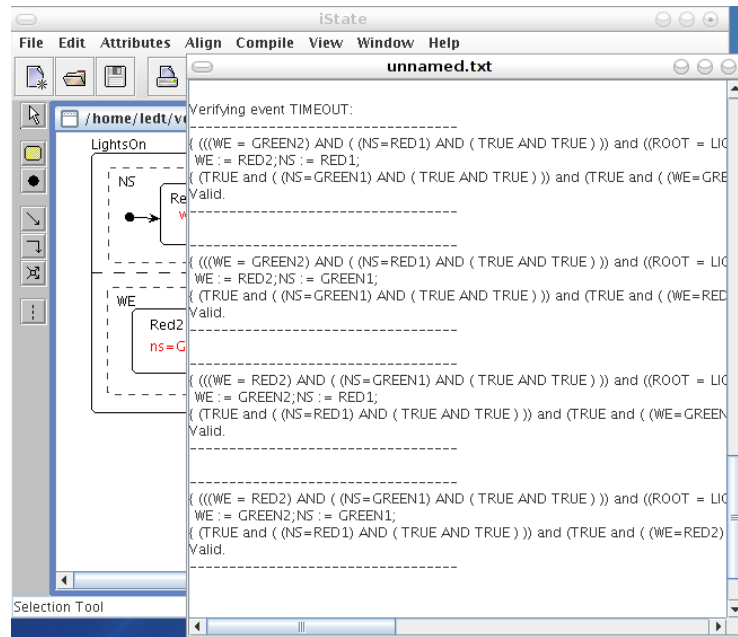 iState
File Edit Attributes Align Compile View Window Help
unnamed.txt
/home/ledt/v
LightsOn
NS
Re
WE
Red2
ns=G
Verifying event TIMEOUT:
----------------------------------
{ (((WE = GREEN2) AND ( (NS=RED1) AND ( TRUE AND TRUE ) )) and ((ROOT = LIG
WE := RED2;NS := RED1;
{ (TRUE and ( (NS=GREEN1) AND ( TRUE AND TRUE ) )) and (TRUE and ( (WE=GRE
Valid.
----------------------------------
----------------------------------
{ (((WE = GREEN2) AND ( (NS=RED1) AND ( TRUE AND TRUE ) )) and ((ROOT = LIG
WE := RED2;NS := GREEN1;
{ (TRUE and ( (NS=GREEN1) AND ( TRUE AND TRUE ) )) and (TRUE and ( (WE=RED
Valid.
----------------------------------
----------------------------------
{ (((WE = RED2) AND ( (NS=GREEN1) AND ( TRUE AND TRUE ) )) and ((ROOT = LIG
WE := GREEN2;NS := RED1;
{ (TRUE and ( (NS=RED1) AND ( TRUE AND TRUE ) )) and (TRUE and ( (WE=GREEN
Valid.
----------------------------------
----------------------------------
{ (((WE = RED2) AND ( (NS=GREEN1) AND ( TRUE AND TRUE ) )) and ((ROOT = LIG
WE := GREEN2;NS := GREEN1;
{ (TRUE and ( (NS=RED1) AND ( TRUE AND TRUE ) )) and (TRUE and ( (WE=RED2)
Valid.
----------------------------------
Selection Tool